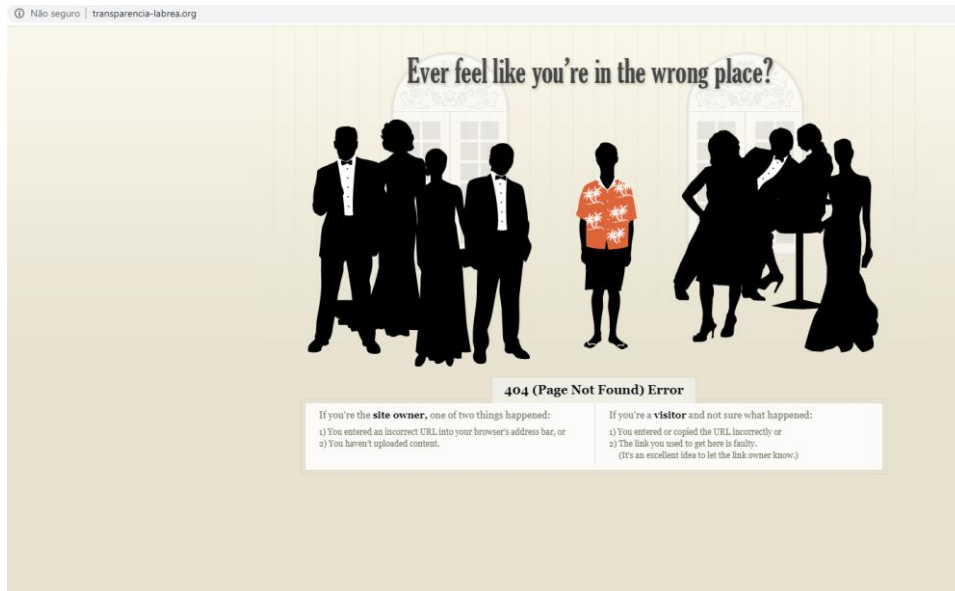 Não seguro | transparencia-labrea.org
Ever feel like you're in the wrong place?
404 (Page Not Found) Error
If you're the site owner, one of two things happened:
1) You entered an incorrect URL into your browser's address bar, or
2) You haven't uploaded content.
If you're a visitor and not sure what happened:
1) You entered or copied the URL incorrectly or
2) The link you used to get here is faulty.
(It's an excellent idea to let the link owner know.)